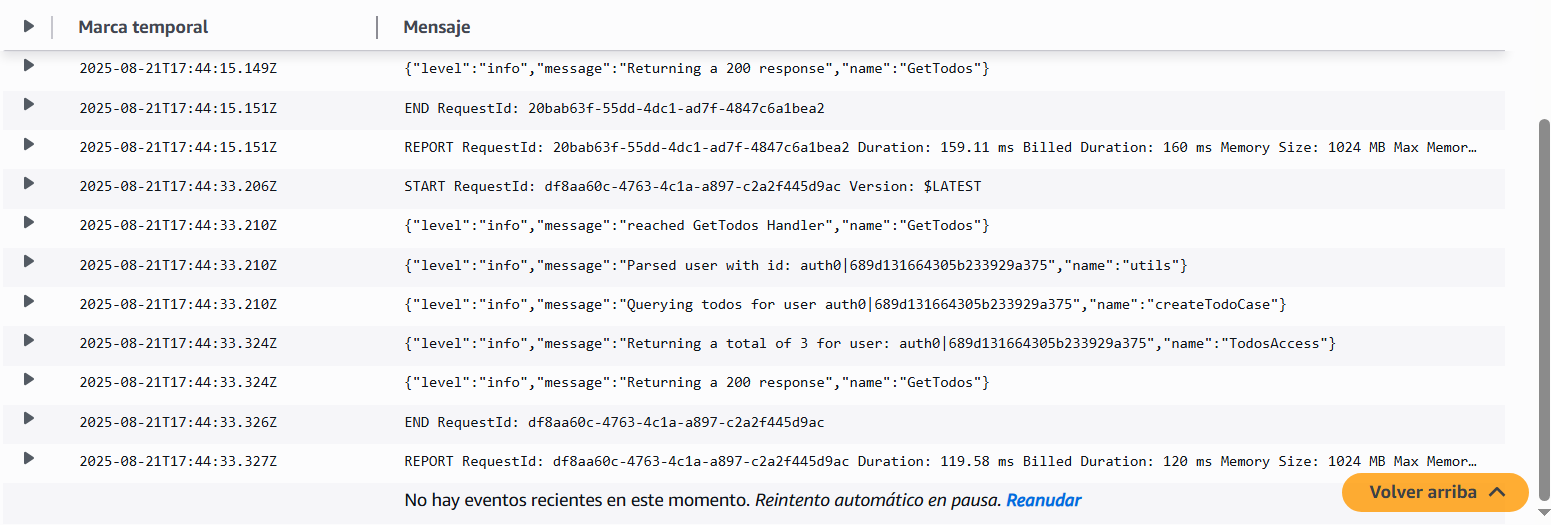 Marca temporal Mensaje
2025-08-21T17:44:15.149Z {"level":"info","message":"Returning a 200 response","name":"GetTodos"}
2025-08-21T17:44:15.151Z END RequestId: 20bab63f-55dd-4dc1-ad7f-4847c6a1bea2
2025-08-21T17:44:15.151Z REPORT RequestId: 20bab63f-55dd-4dc1-ad7f-4847c6a1bea2 Duration: 159.11 ms Billed Duration: 160 ms Memory Size: 1024 MB Max Memor…
2025-08-21T17:44:33.206Z START RequestId: df8aa60c-4763-4c1a-a897-c2a2f445d9ac Version: $LATEST
2025-08-21T17:44:33.210Z {"level":"info","message":"reached GetTodos Handler","name":"GetTodos"}
2025-08-21T17:44:33.210Z {"level":"info","message":"Parsed user with id: auth0|689d131664305b233929a375","name":"utils"}
2025-08-21T17:44:33.210Z {"level":"info","message":"Querying todos for user auth0|689d131664305b233929a375","name":"createTodoCase"}
2025-08-21T17:44:33.324Z {"level":"info","message":"Returning a total of 3 for user: auth0|689d131664305b233929a375","name":"TodosAccess"}
2025-08-21T17:44:33.324Z {"level":"info","message":"Returning a 200 response","name":"GetTodos"}
2025-08-21T17:44:33.326Z END RequestId: df8aa60c-4763-4c1a-a897-c2a2f445d9ac
2025-08-21T17:44:33.327Z REPORT RequestId: df8aa60c-4763-4c1a-a897-c2a2f445d9ac Duration: 119.58 ms Billed Duration: 120 ms Memory Size: 1024 MB Max Memor…
No hay eventos recientes en este momento. Reintento automático en pausa. Reanudar
Volver arriba